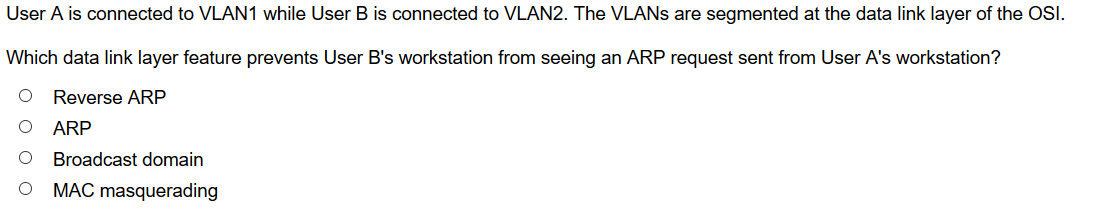 User A is connected to VLAN1 while User B is connected to VLAN2. The VLANs are segmented at the data link layer of the OSI.
Which data link layer feature prevents User B's workstation from seeing an ARP request sent from User A's workstation?
Reverse ARP
ARP
Broadcast domain
MAC masquerading